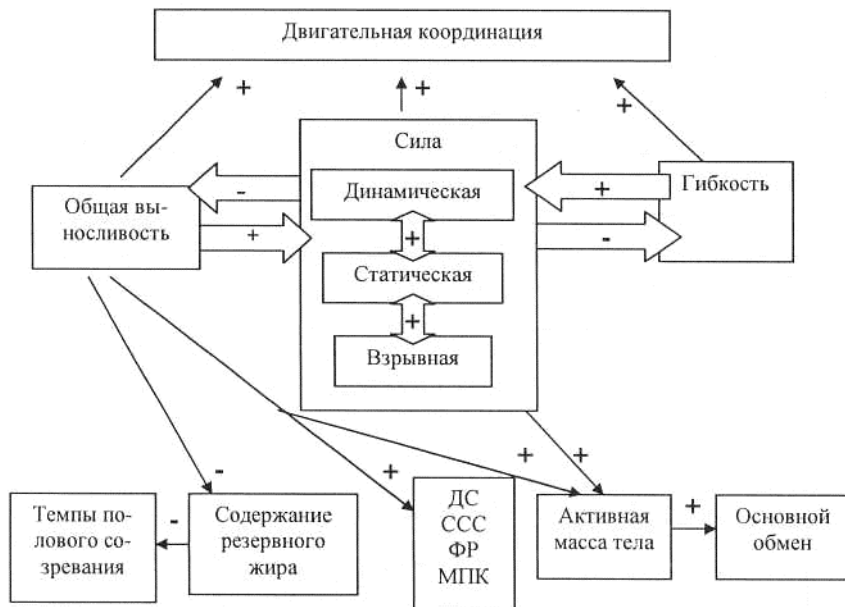 Двигательная координация
+
+
+
Сила
-
Динамическая
+
Гибкость
Общая вы-
носливость
+
+
-
Статическая
+
Взрывная
-
+
+
+
Темпы по-
лового со-
зревания
-
Содержание
резервного
жира
ДС
ССС
ФР
МПК
Активная
масса тела
+
Основной
обмен